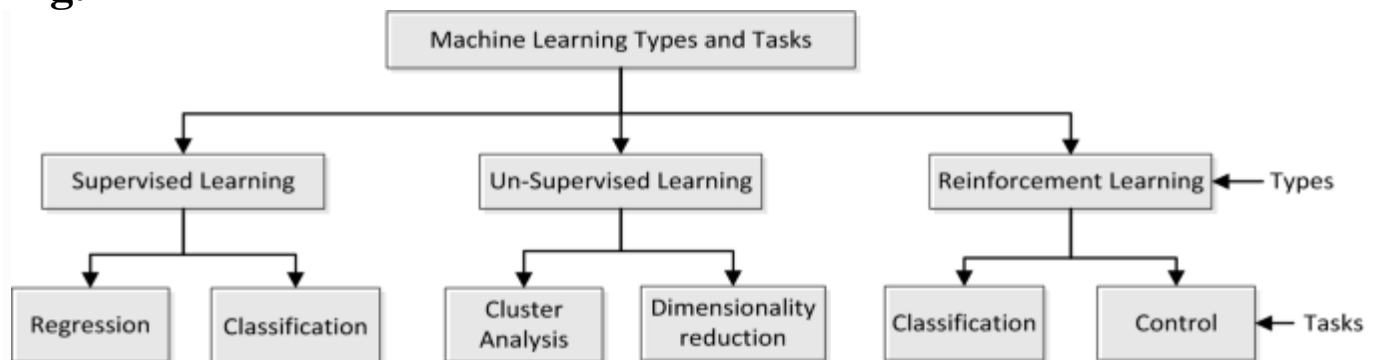 Machine Learning Types and Tasks
Supervised Learning
Un-Supervised Learning
Reinforcement Learning
Types
Regression
Classification
Cluster
Analysis
Dimensionality
reduction
Classification
Control
Tasks